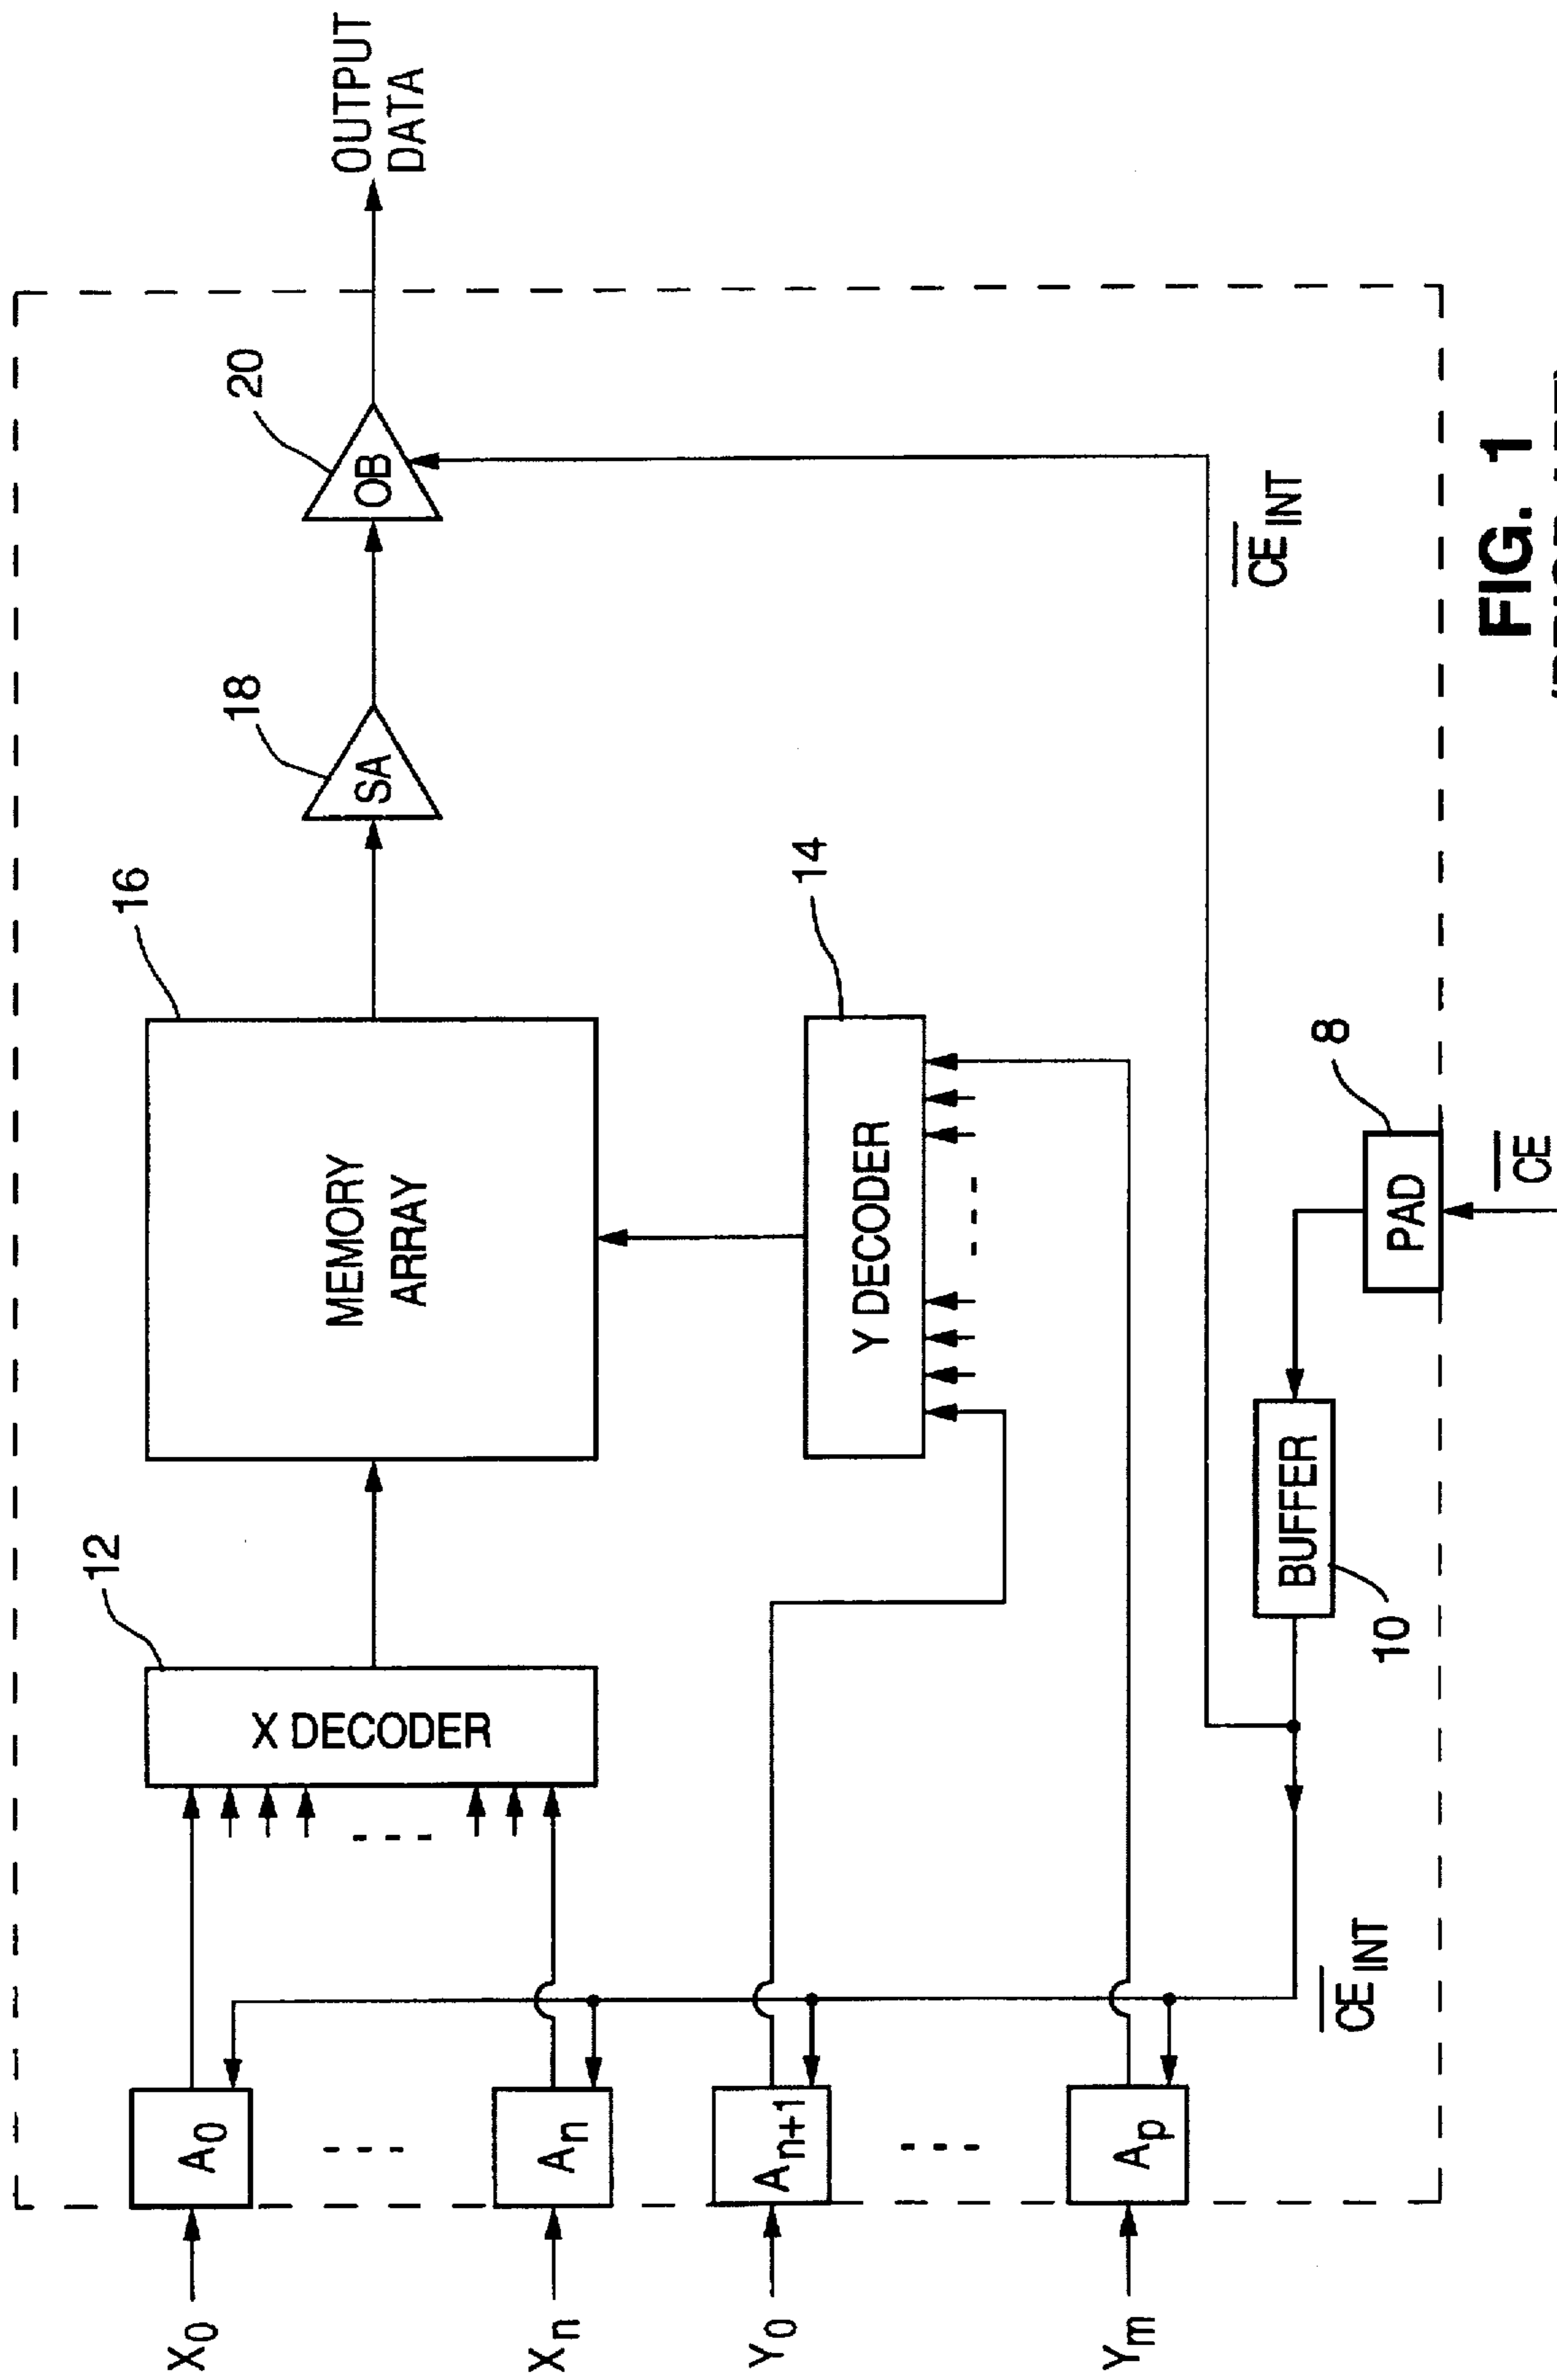 X0
Xn
Y0
Ym
A0
An
An+1
Ap
- - - -
- - - -
X DECODER
12
- - - -
MEMORY
ARRAY
16
Y DECODER
14
- - - -
SA
18
OB
20
OUTPUT
DATA
BUFFER
10
PAD
8
CE
CE INT
CE INT
FIG. 1